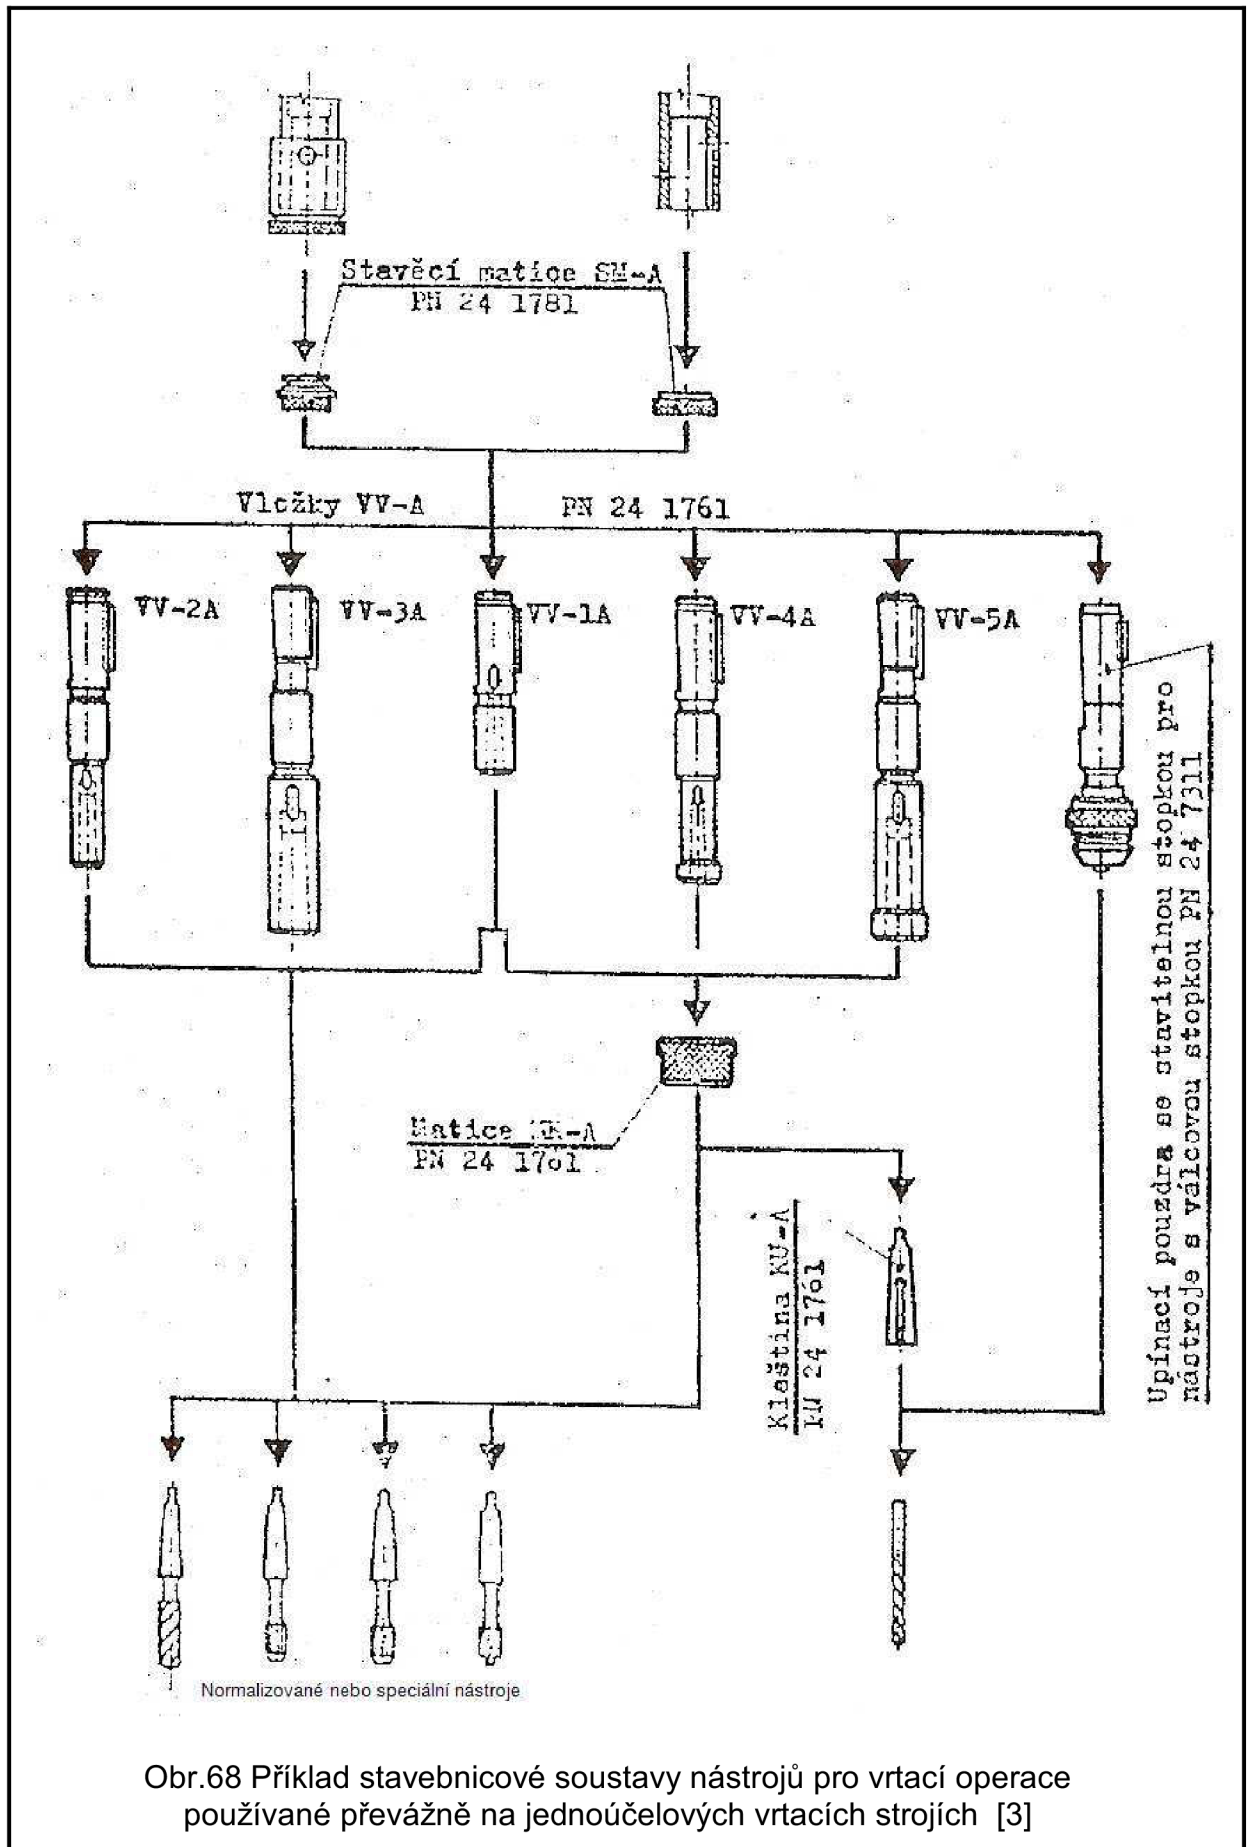 Stavěcí matice SM-A
PN 24 1781
Vložky VV-A PN 24 1761
VV-2A
VV-3A
VV-1A
VV-4A
VV-5A
Upínací pouzdra se stavitelnou stopkou pro
nástroje s válcovou stopkou PN 24 7311
Matice
PN 24 1761
Kleština KU-A
PN 24 1761
Normalizované nebo speciální nástroje
Obr.68 Příklad stavebnicové soustavy nástrojů pro vrtací operace
používané převážně na jednoúčelových vrtacích strojích [3]